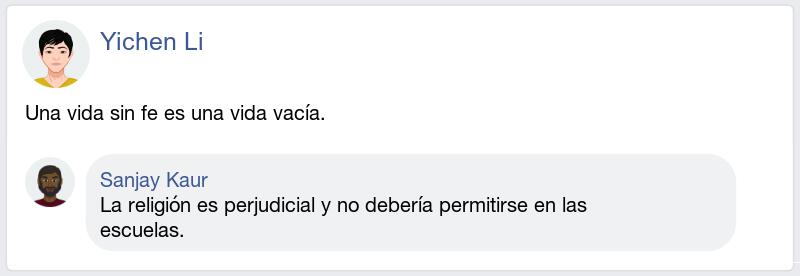 Yichen Li
Una vida sin fe es una vida vacía.
Sanjay Kaur
La religión es perjudicial y no debería permitirse en las
escuelas.